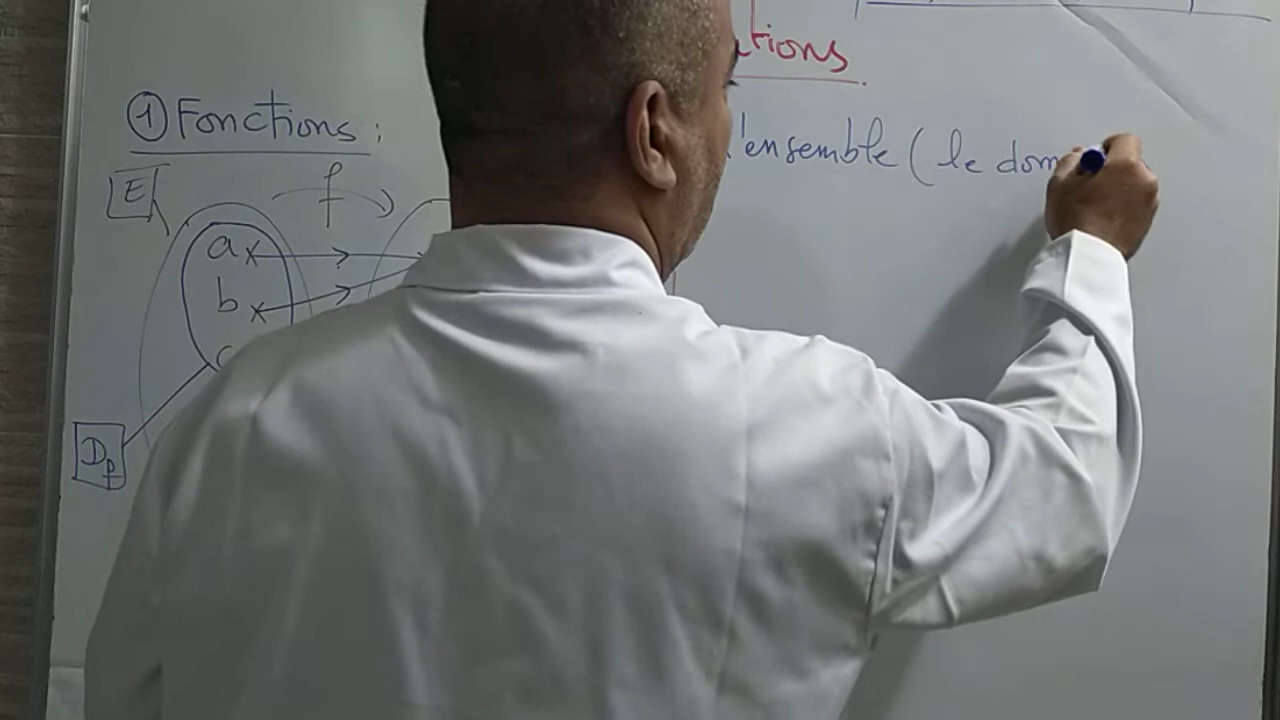 tions
① Fonctions :
l'ensemble ( le dom
E
f
a x
b x
c
Df